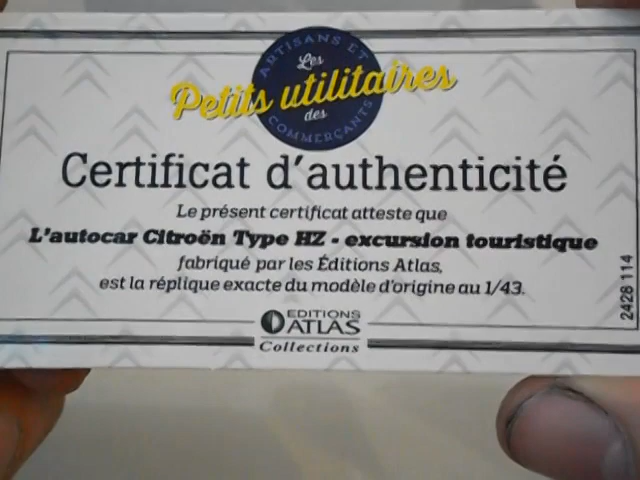 ARTISANS ET
Les
Petits utilitaires
des
COMMERÇANTS
Certificat d'authenticité
Le présent certificat atteste que
L'autocar Citroën Type HZ - excursion touristique
fabriqué par les Éditions Atlas,
est la réplique exacte du modèle d'origine au 1/43.
2428 114
EDITIONS
ATLAS
Collections